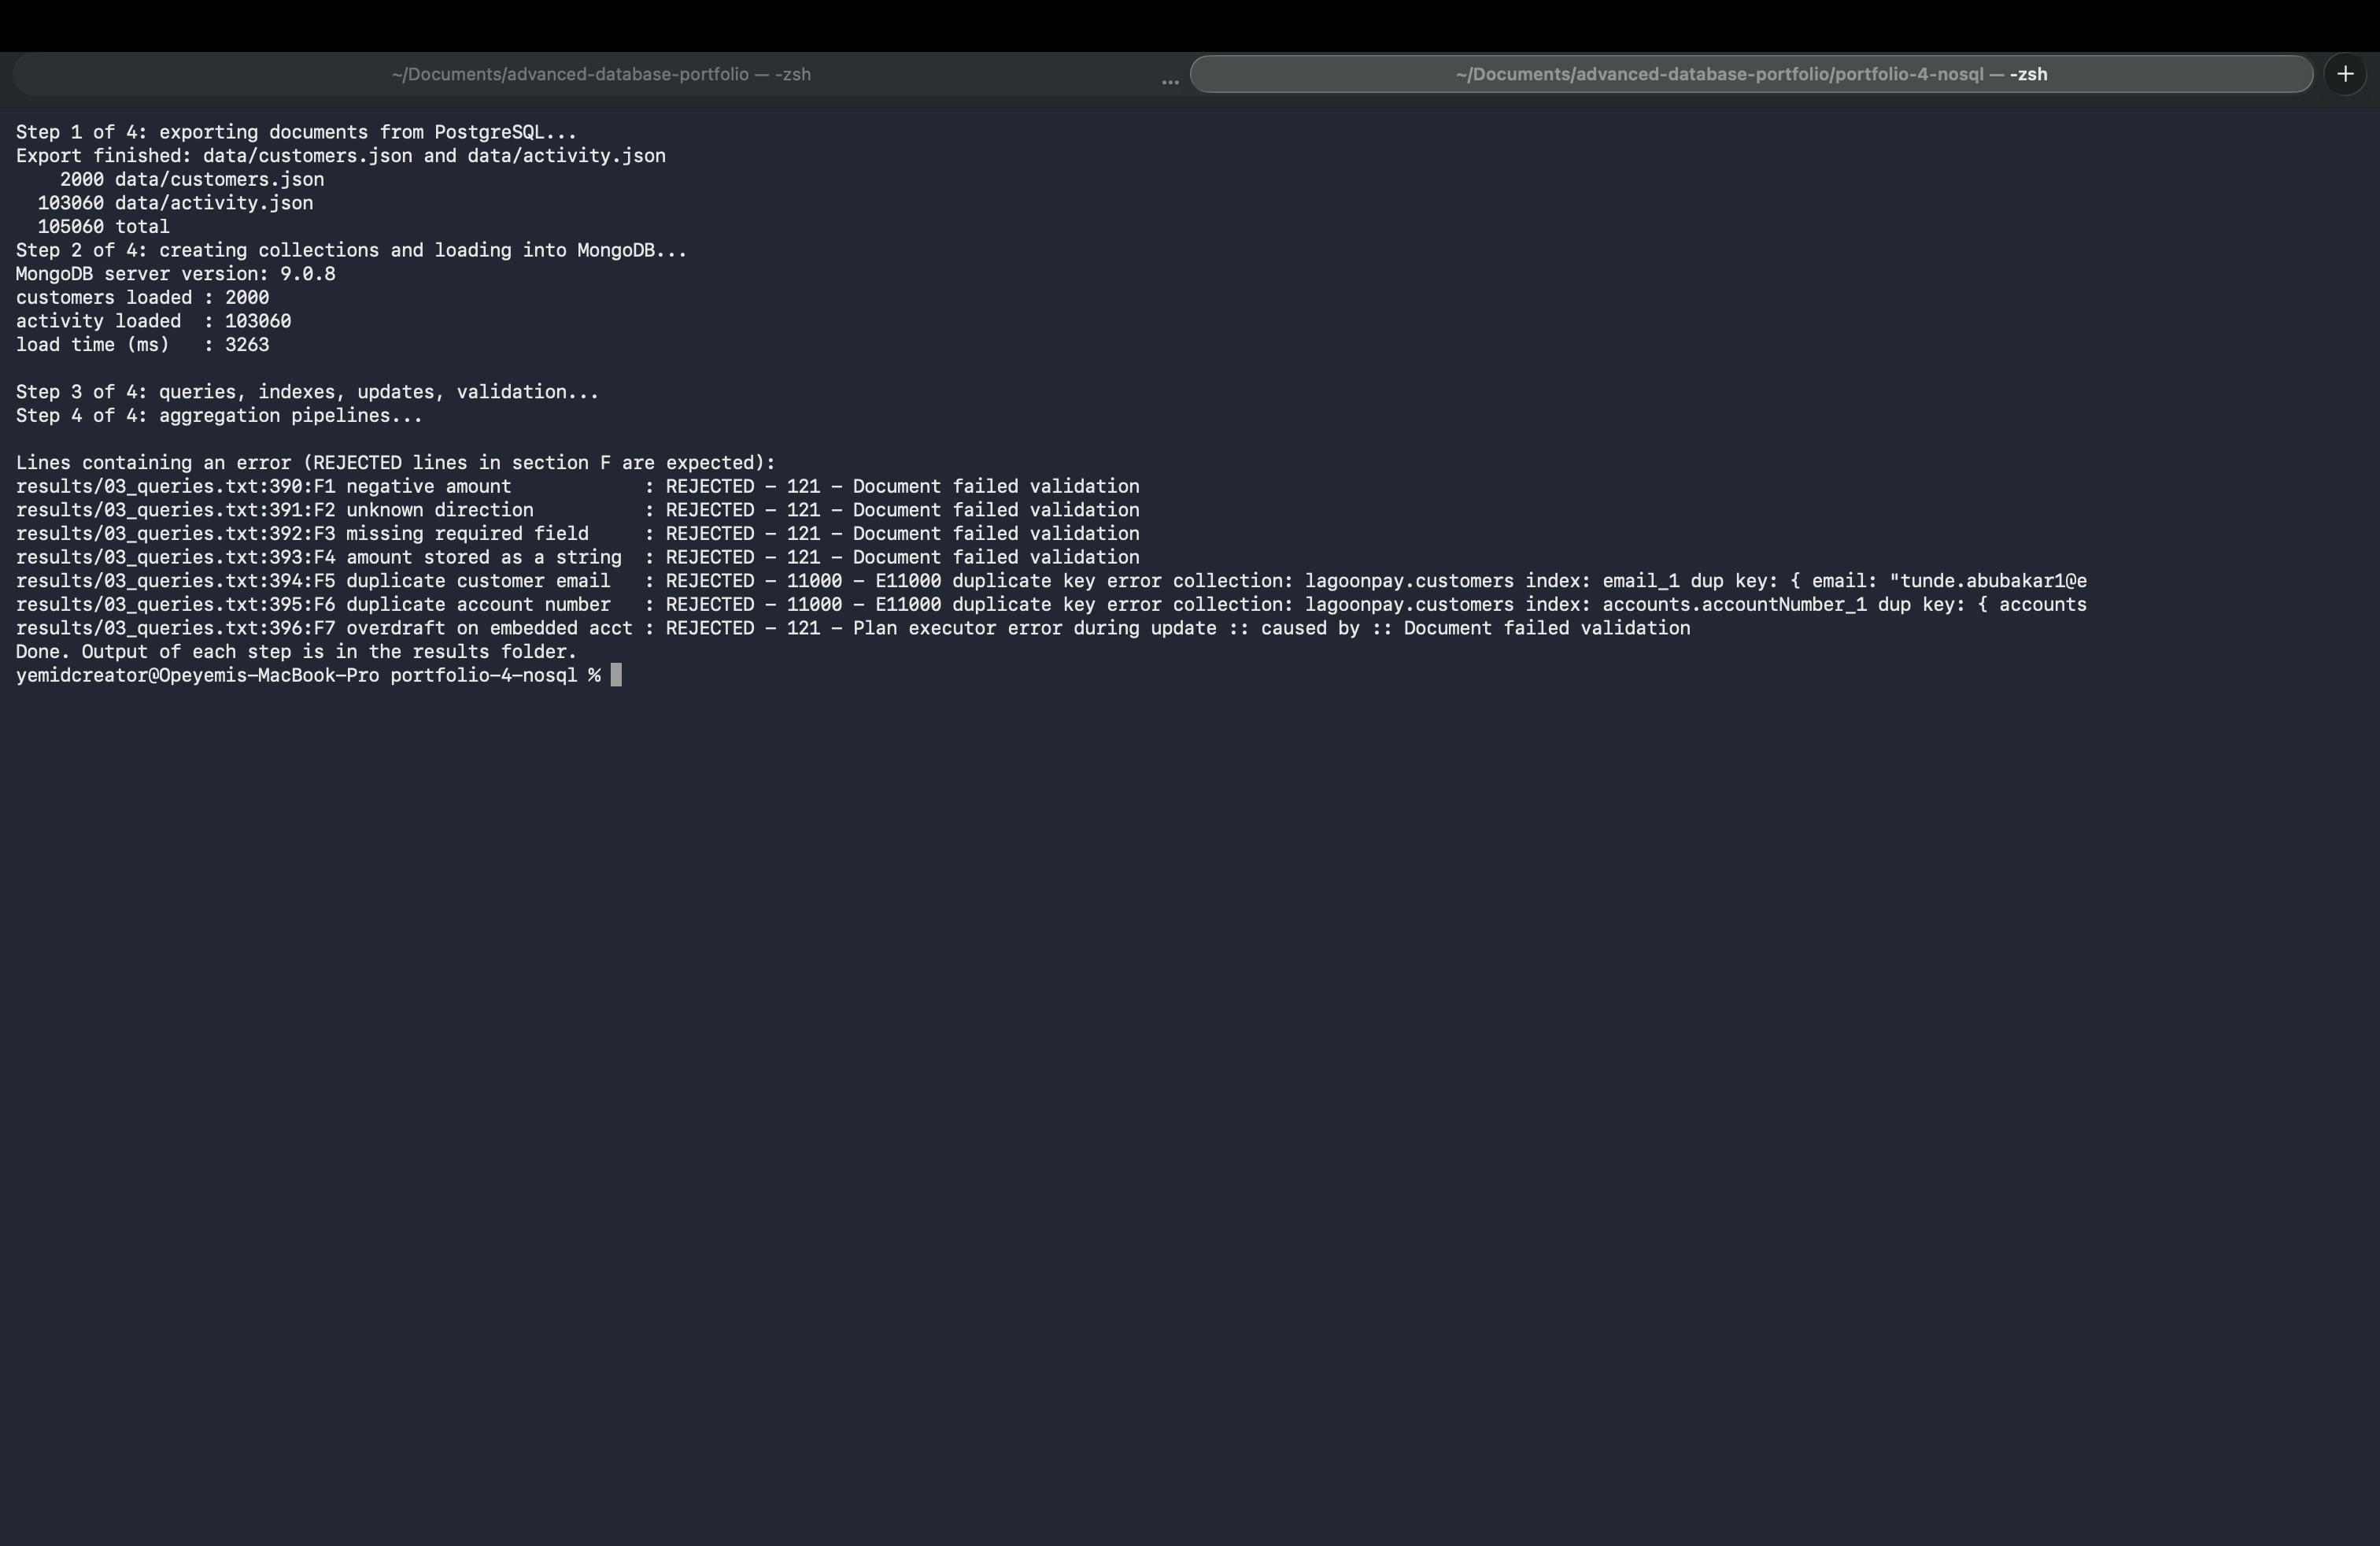 ~/Documents/advanced-database-portfolio — -zsh
... ~/Documents/advanced-database-portfolio/portfolio-4-nosql — -zsh +
Step 1 of 4: exporting documents from PostgreSQL...
Export finished: data/customers.json and data/activity.json
    2000 data/customers.json
  103060 data/activity.json
  105060 total
Step 2 of 4: creating collections and loading into MongoDB...
MongoDB server version: 9.0.8
customers loaded : 2000
activity loaded  : 103060
load time (ms)   : 3263
Step 3 of 4: queries, indexes, updates, validation...
Step 4 of 4: aggregation pipelines...
Lines containing an error (REJECTED lines in section F are expected):
results/03_queries.txt:390:F1 negative amount            : REJECTED - 121 - Document failed validation
results/03_queries.txt:391:F2 unknown direction          : REJECTED - 121 - Document failed validation
results/03_queries.txt:392:F3 missing required field     : REJECTED - 121 - Document failed validation
results/03_queries.txt:393:F4 amount stored as a string  : REJECTED - 121 - Document failed validation
results/03_queries.txt:394:F5 duplicate customer email   : REJECTED - 11000 - E11000 duplicate key error collection: lagoonpay.customers index: email_1 dup key: { email: "tunde.abubakar1@e
results/03_queries.txt:395:F6 duplicate account number   : REJECTED - 11000 - E11000 duplicate key error collection: lagoonpay.customers index: accounts.accountNumber_1 dup key: { accounts
results/03_queries.txt:396:F7 overdraft on embedded acct : REJECTED - 121 - Plan executor error during update :: caused by :: Document failed validation
Done. Output of each step is in the results folder.
yemidcreator@Opeyemis-MacBook-Pro portfolio-4-nosql %